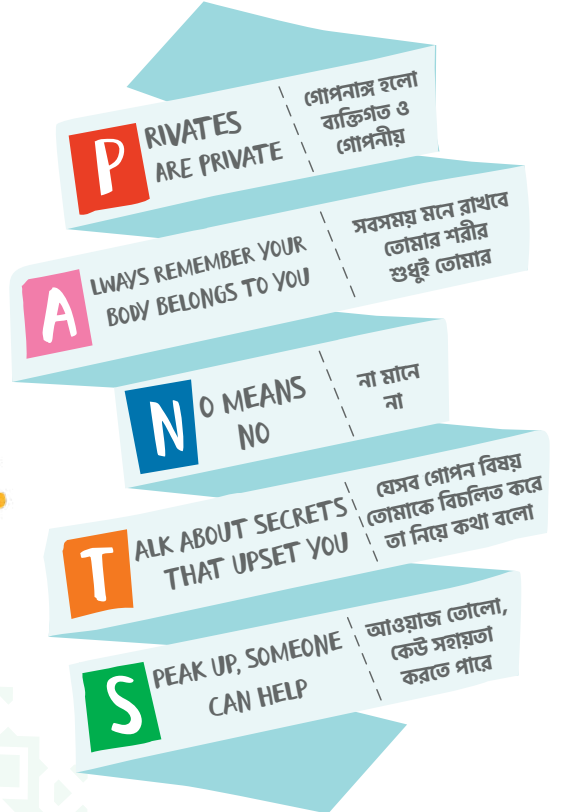 PRIVATES
ARE PRIVATE
গোপনাঙ্গ হলো
ব্যক্তিগত ও
গোপনীয়
ALWAYS REMEMBER YOUR
BODY BELONGS TO YOU
সবসময় মনে রাখবে
তোমার শরীর
শুধুই তোমার
NO MEANS
NO
না মানে
না
TALK ABOUT SECRETS
THAT UPSET YOU
যেসব গোপন বিষয়
তোমাকে বিচলিত করে
তা নিয়ে কথা বলো
SPEAK UP, SOMEONE
CAN HELP
আওয়াজ তোলো,
কেউ সহায়তা
করতে পারে